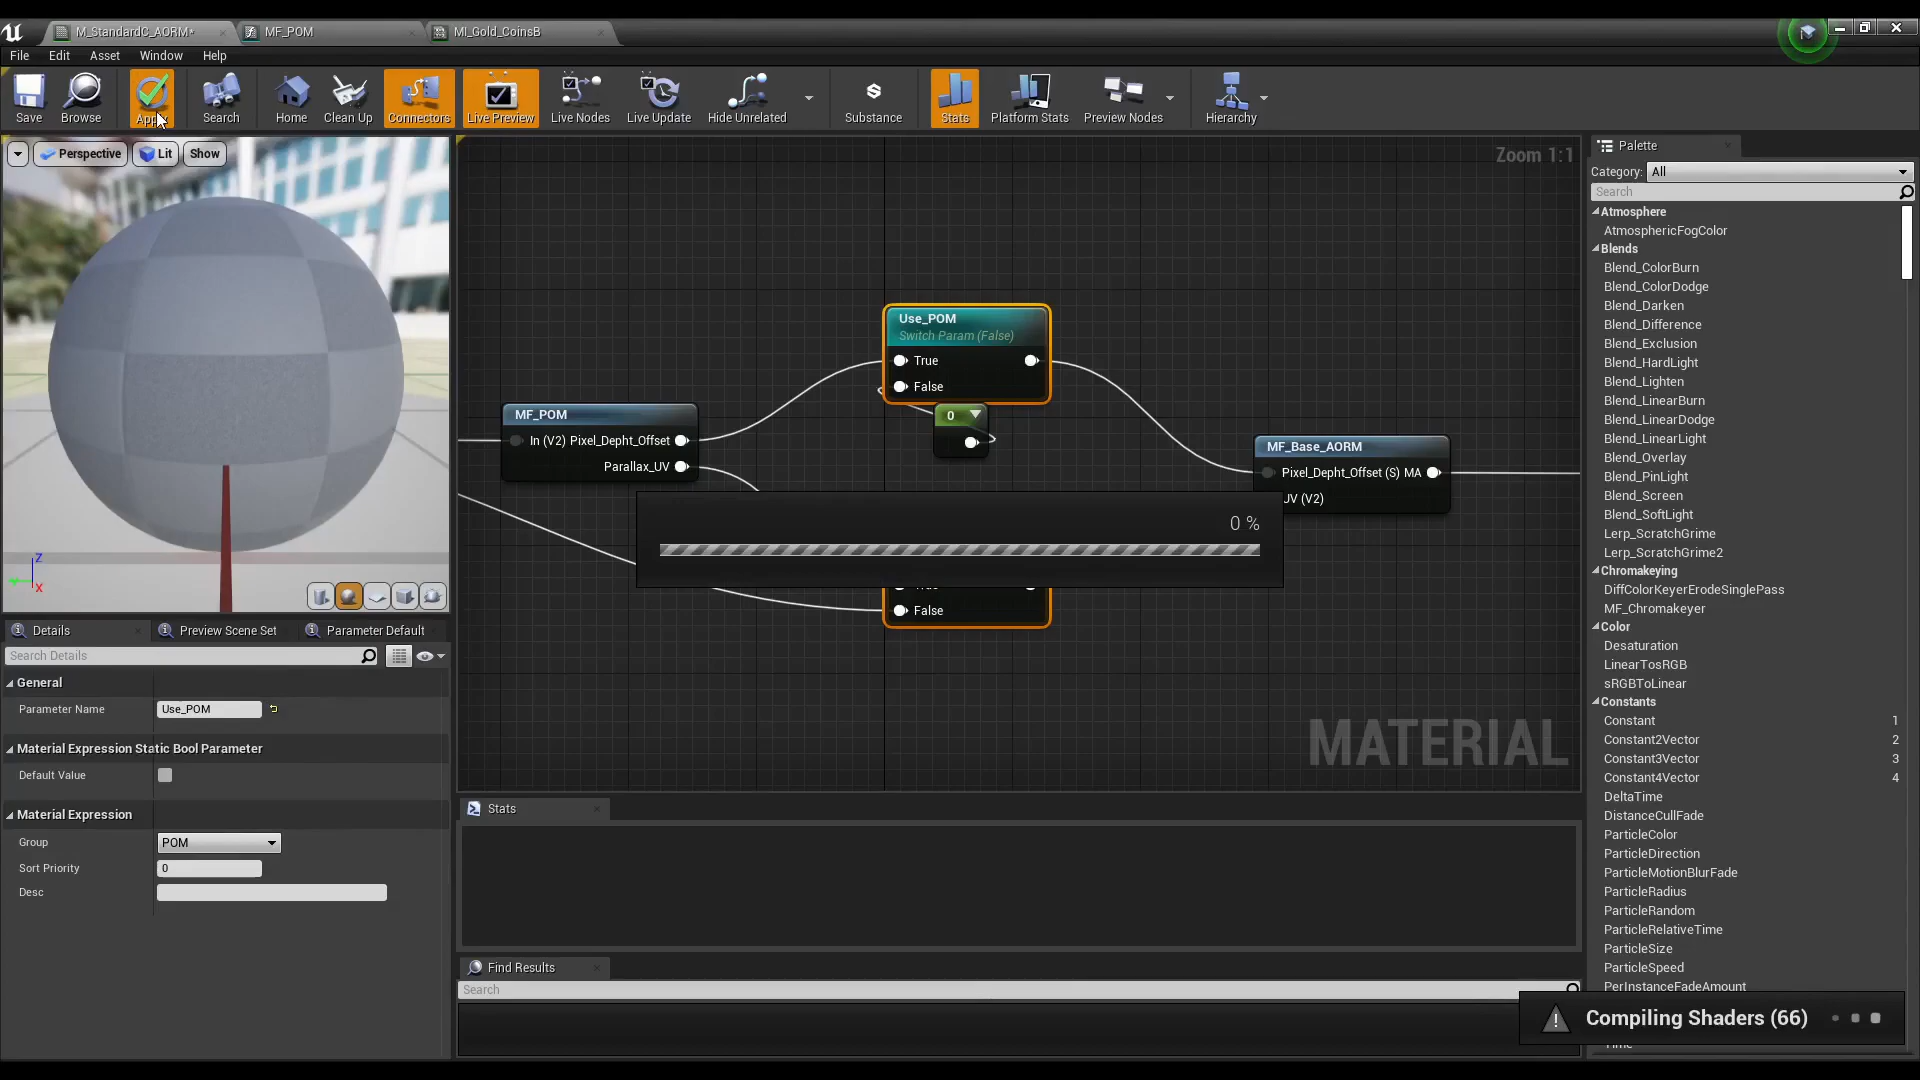 M_StandardC_AORM*
MF_POM
MI_Gold_CoinsB
File
Edit
Asset
Window
Help
Save
Browse
Search
Home
Clean Up
Connectors
Live Preview
Live Nodes
Live Update
Hide Unrelated
Substance
Stats
Platform Stats
Preview Nodes
Hierarchy
Perspective
Lit
Show
Zoom 1:1
Use_POM
Switch Param (False)
True
False
0
MF_POM
In (V2) Pixel_Depht_Offset
Parallax_UV
MF_Base_AORM
Pixel_Depht_Offset (S) MA
UV (V2)
0 %
False
MATERIAL
Z
X
Details
Preview Scene Set
Parameter Default
Search Details
General
Parameter Name
Use_POM
Material Expression Static Bool Parameter
Default Value
Material Expression
Group
POM
Sort Priority
0
Desc
Stats
Find Results
Search
Palette
Category: All
Search
Atmosphere
AtmosphericFogColor
Blends
Blend_ColorBurn
Blend_ColorDodge
Blend_Darken
Blend_Difference
Blend_Exclusion
Blend_HardLight
Blend_Lighten
Blend_LinearBurn
Blend_LinearDodge
Blend_LinearLight
Blend_Overlay
Blend_PinLight
Blend_Screen
Blend_SoftLight
Lerp_ScratchGrime
Lerp_ScratchGrime2
Chromakeying
DiffColorKeyerErodeSinglePass
MF_Chromakeyer
Color
Desaturation
LinearTosRGB
sRGBToLinear
Constants
Constant 1
Constant2Vector 2
Constant3Vector 3
Constant4Vector 4
DeltaTime
DistanceCullFade
ParticleColor
ParticleDirection
ParticleMotionBlurFade
ParticleRadius
ParticleRandom
ParticleRelativeTime
ParticleSize
ParticleSpeed
PerInstanceFadeAmount
Compiling Shaders (66)